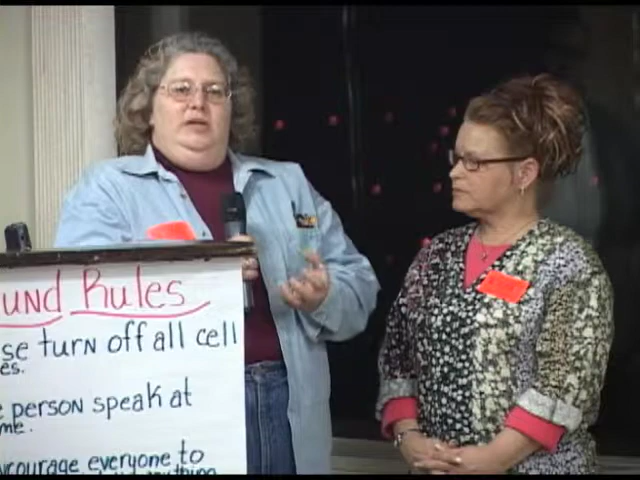 und Rules
se turn off all cell
es.
e person speak at
me.
ncourage everyone to